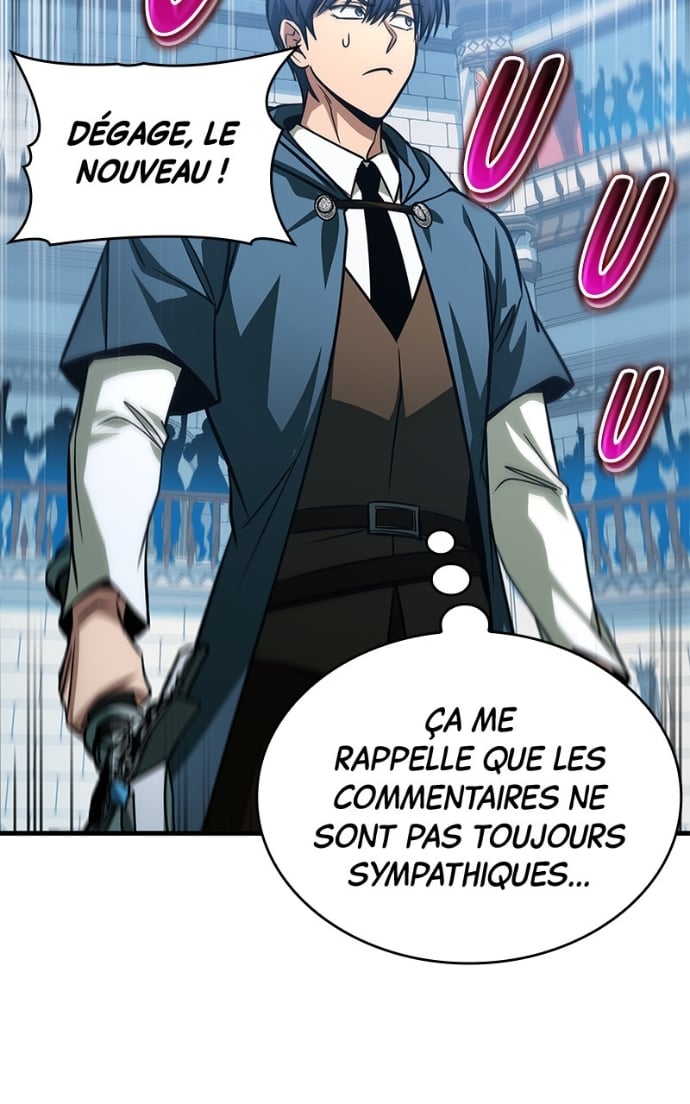 DÉGAGE, LE
NOUVEAU !
U
U
U
ÇA ME
RAPPELLE QUE LES
COMMENTAIRES NE
SONT PAS TOUJOURS
SYMPATHIQUES...